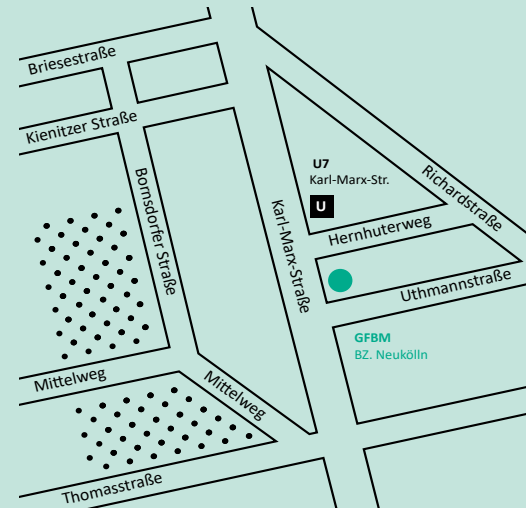 Briesestraße
Kienitzer Straße
Bornsdorfer Straße
U7
Karl-Marx-Str.
U
Richardstraße
Hernhuterweg
Karl-Marx-Straße
Uthmannstraße
GFBM
BZ. Neukölln
Mittelweg
Mittelweg
Thomasstraße